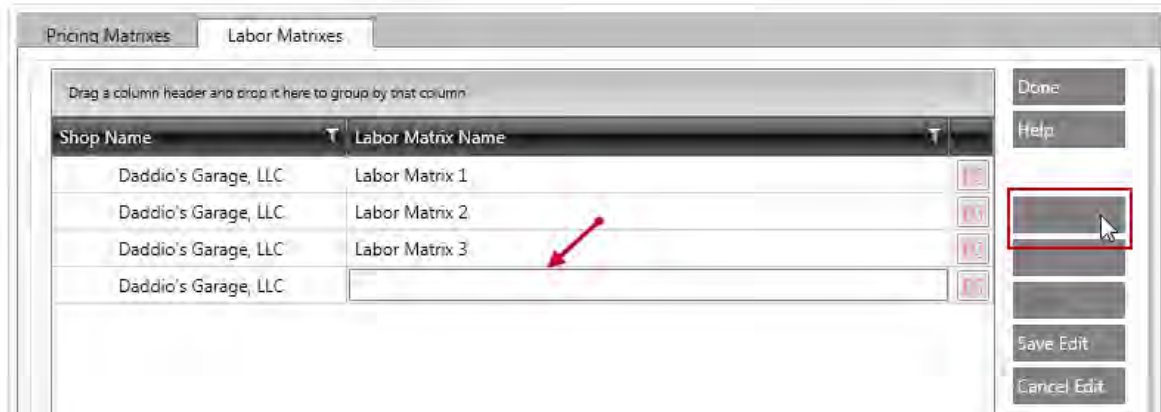 Pricing Matrixes
Labor Matrixes
Drag a column header and drop it here to group by that column
Shop Name
Labor Matrix Name
Daddio's Garage, LLC
Labor Matrix 1
Daddio's Garage, LLC
Labor Matrix 2
Daddio's Garage, LLC
Labor Matrix 3
Daddio's Garage, LLC
Done
Help
Save Edit
Cancel Edit